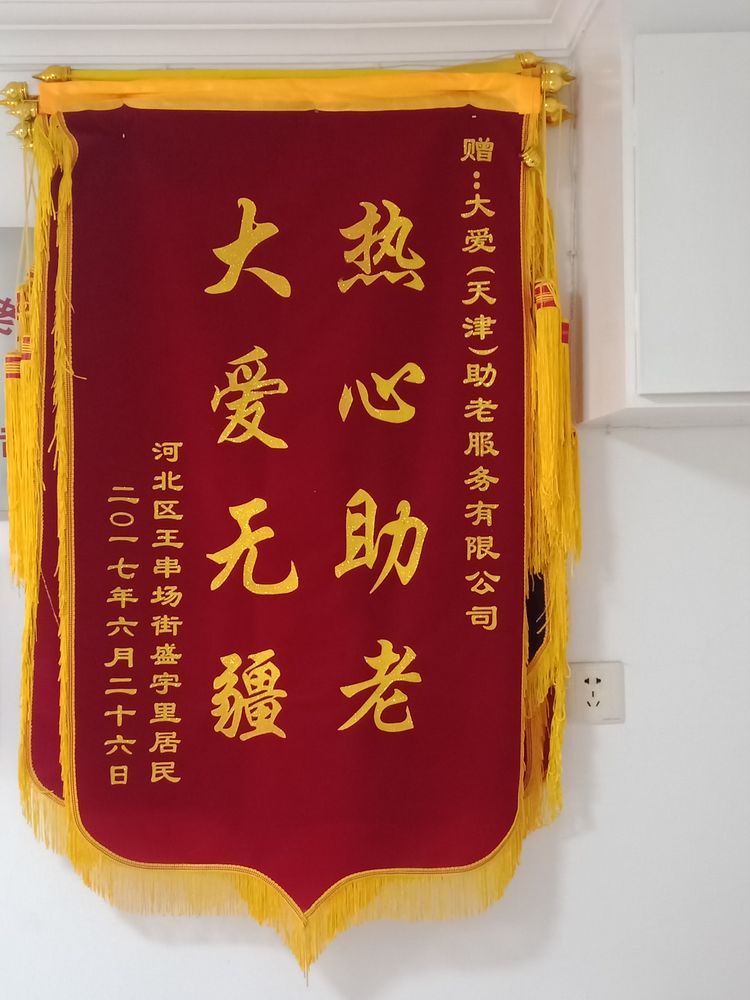 赠：大爱（天津）助老服务有限公司
热心助老
大爱无疆
河北区王串场街盛宇里居民
二〇一七年六月二十六日